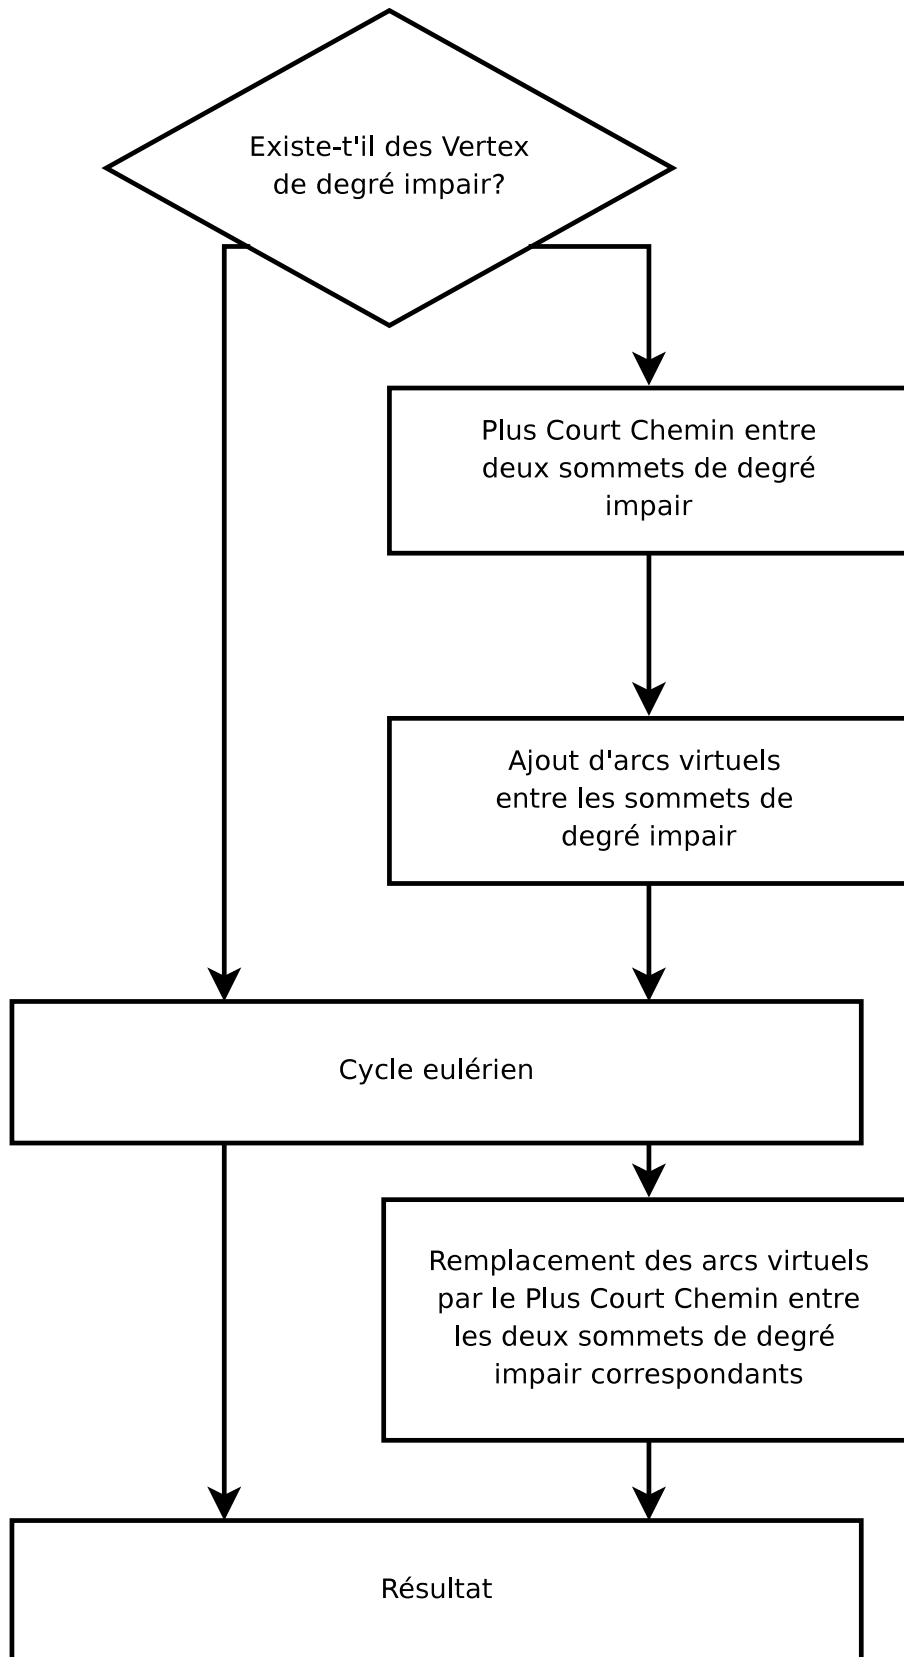 Existe-t'il des Vertex
de degré impair?
Plus Court Chemin entre
deux sommets de degré
impair
Ajout d'arcs virtuels
entre les sommets de
degré impair
Cycle eulérien
Remplacement des arcs virtuels
par le Plus Court Chemin entre
les deux sommets de degré
impair correspondants
Résultat